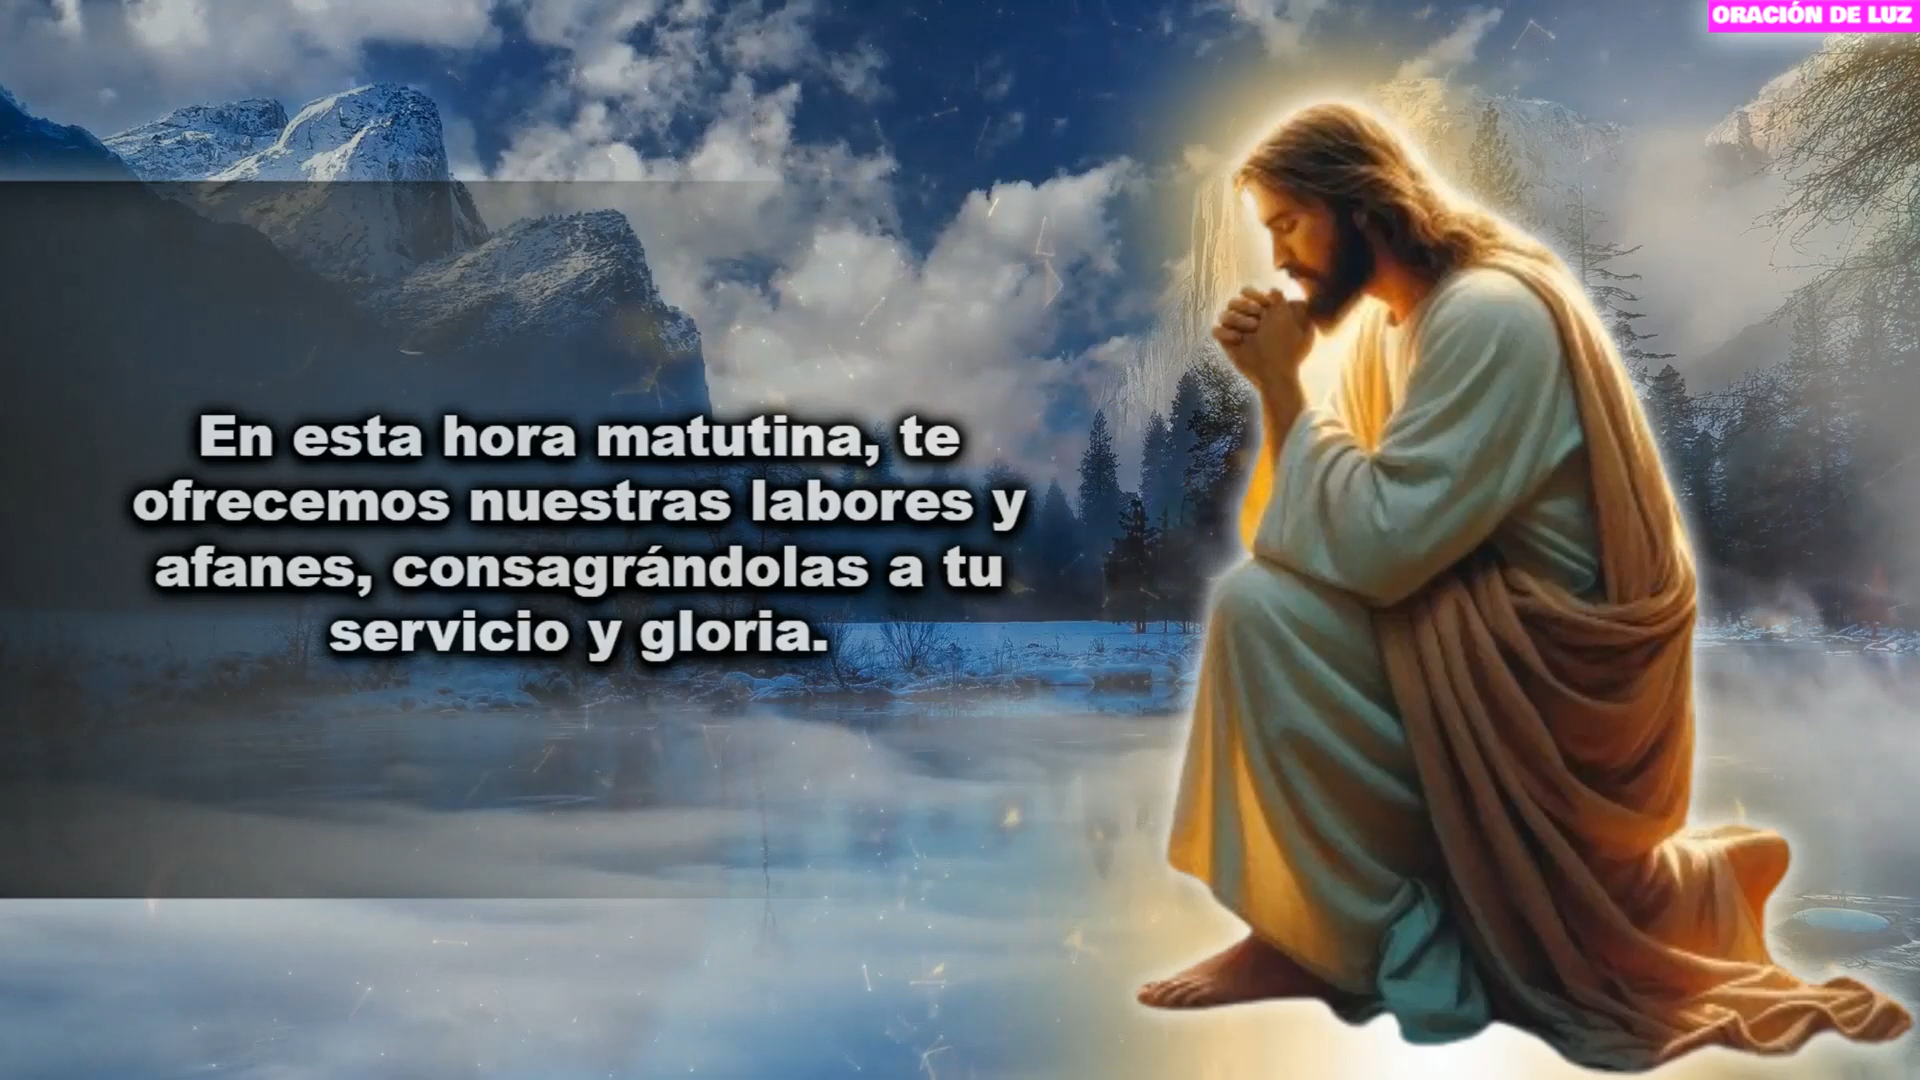 ORACIÓN DE LUZ
En esta hora matutina, te
ofrecemos nuestras labores y
afanes, consagrándolas a tu
servicio y gloria.